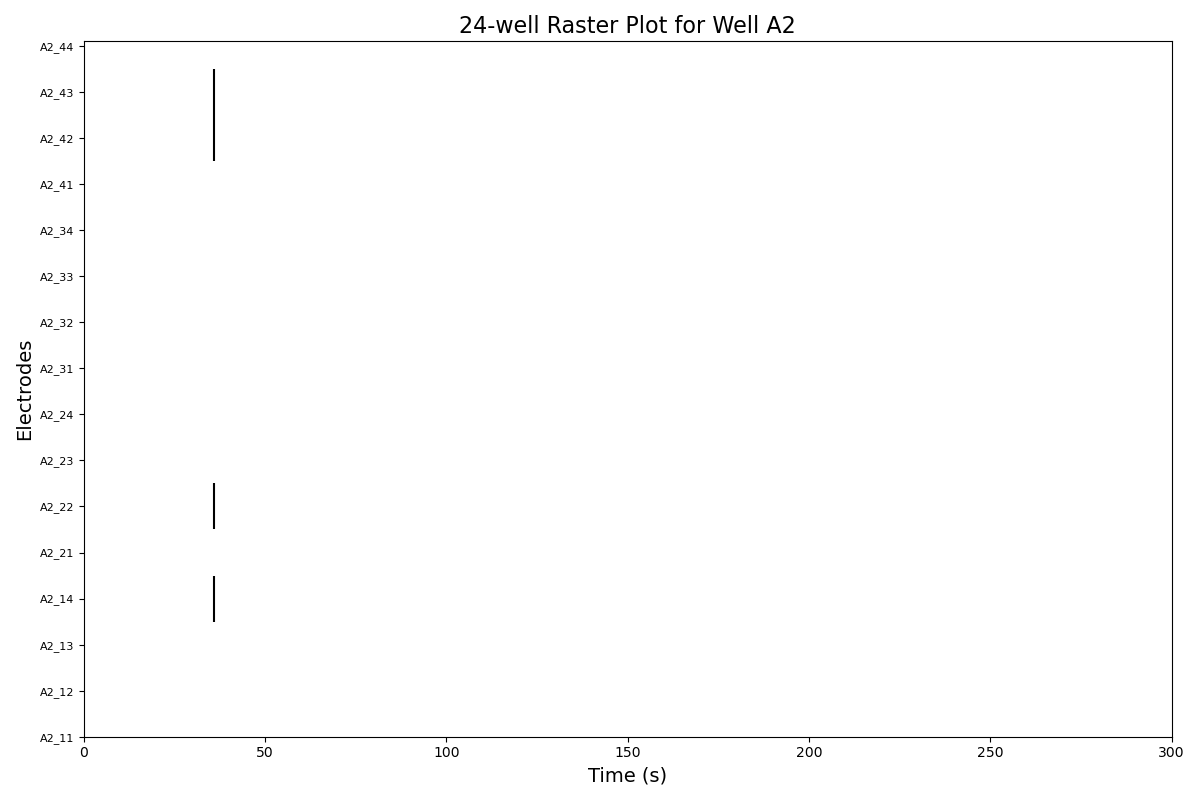 24-well Raster Plot for Well A2
A2_44
A2_43
A2_42
A2_41
A2_34
A2_33
A2_32
A2_31
A2_24
A2_23
A2_22
A2_21
A2_14
A2_13
A2_12
A2_11
Electrodes
0 50 100 150 200 250 300
Time (s)